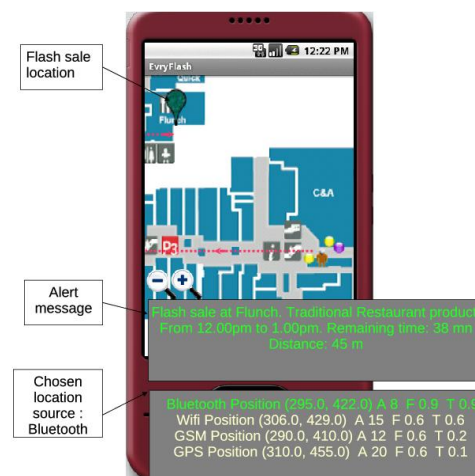 Flash sale
location
12:22 PM
EvryFlash
Quick
Flunch
C&A
P3
Alert
message
Flash sale at Flunch. Traditional Restaurant product
From 12.00pm to 1.00pm. Remaining time: 38 mn
Distance: 45 m
Chosen
location
source :
Bluetooth
Bluetooth Position (295.0, 422.0) A 8 F 0.9 T 0.9
Wifi Position (306.0, 429.0) A 15 F 0.6 T 0.6
GSM Position (290.0, 410.0) A 12 F 0.6 T 0.2
GPS Position (310.0, 455.0) A 20 F 0.6 T 0.1